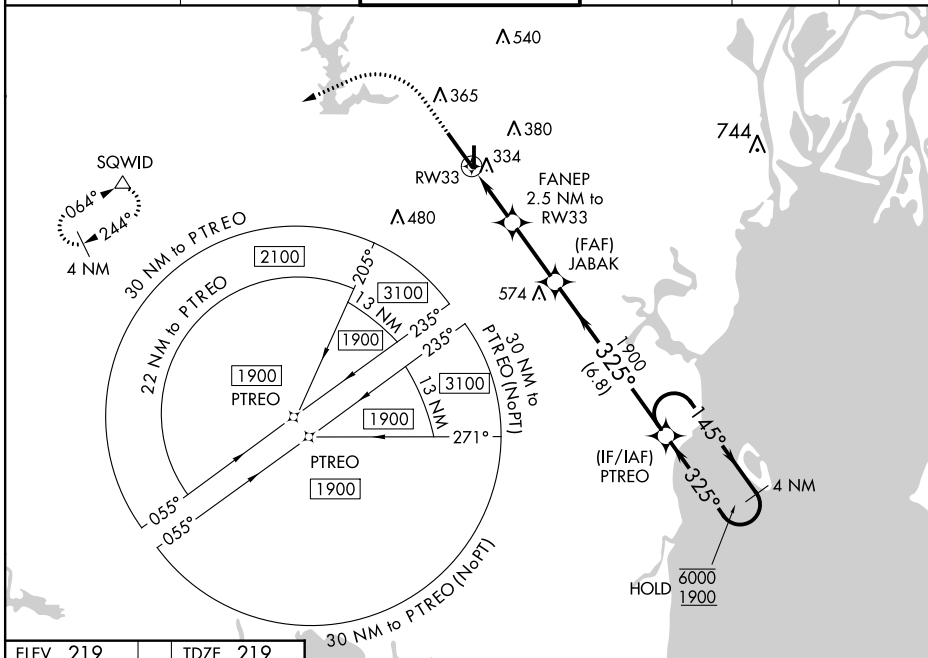 540
365
380
334
744
RW33
SQWID
064°
244°
4 NM
FANEP
2.5 NM to
RW33
480
(FAF)
JABAK
574
30 NM to PTREO
2100
205°
3100
22 NM to PTREO
13 NM
1900
235°
235°
1900
PTREO
30 NM to
PTREO (NoPT)
3100
13 NM
1900
271°
PTREO
1900
055°
055°
30 NM to PTREO (NoPT)
1900
325°
(6.8)
(IF/IAF)
PTREO
145°
325°
4 NM
HOLD
6000
1900
ELEV 219
TDZE 219